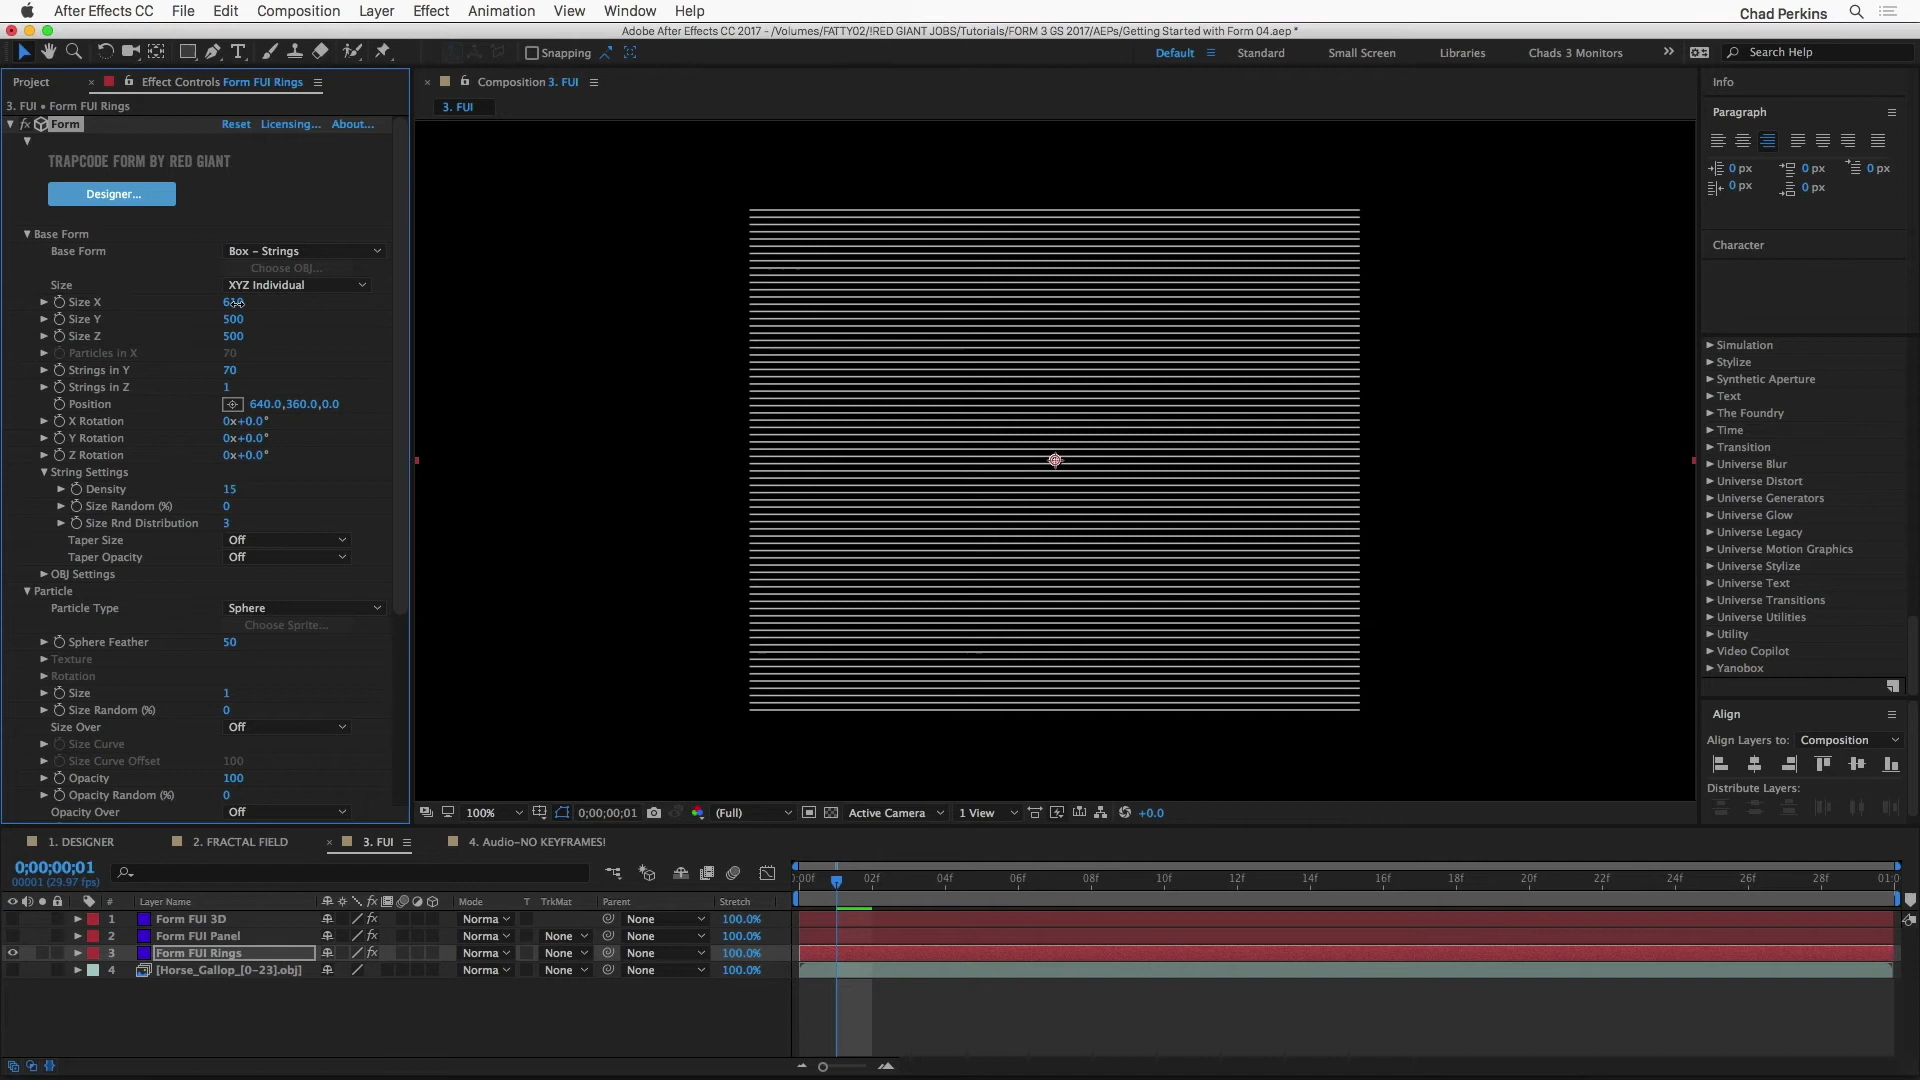 After Effects CC File Edit Composition Layer Effect Animation View Window Help Chad Perkins
Adobe After Effects CC 2017 - /Volumes/FATTY02/!RED GIANT JOBS/Tutorials/FORM 3 GS 2017/AEPs/Getting Started with Form 04.aep *
Snapping Default Standard Small Screen Libraries Chads 3 Monitors Search Help
Project Effect Controls Form FUI Rings Composition 3. FUI Info
3. FUI • Form FUI Rings 3. FUI
fx Form Reset Licensing... About...
TRAPCODE FORM BY RED GIANT
Designer...
Base Form
Base Form Box - Strings
Choose OBJ...
Size XYZ Individual
Size X
Size Y 500
Size Z 500
Particles in X 70
Strings in Y 70
Strings in Z 1
Position 640.0,360.0,0.0
X Rotation 0x+0.0°
Y Rotation 0x+0.0°
Z Rotation 0x+0.0°
String Settings
Density 15
Size Random (%) 0
Size Rnd Distribution 3
Taper Size Off
Taper Opacity Off
OBJ Settings
Particle
Particle Type Sphere
Choose Sprite...
Sphere Feather 50
Texture
Rotation
Size 1
Size Random (%) 0
Size Over Off
Size Curve
Size Curve Offset 100
Opacity 100
Opacity Random (%) 0
Opacity Over Off
100% 0;00;00;01 (Full) Active Camera 1 View +0.0
Paragraph
0 px 0 px 0 px
0 px 0 px
Character
Simulation
Stylize
Synthetic Aperture
Text
The Foundry
Time
Transition
Universe Blur
Universe Distort
Universe Generators
Universe Glow
Universe Legacy
Universe Motion Graphics
Universe Stylize
Universe Text
Universe Transitions
Universe Utilities
Utility
Video Copilot
Yanobox
Align
Align Layers to: Composition
Distribute Layers:
1. DESIGNER 2. FRACTAL FIELD 3. FUI 4. Audio-NO KEYFRAMES!
0;00;00;01
00001 (29.97 fps)
:00f 02f 04f 06f 08f 10f 12f 14f 16f 18f 20f 22f 24f 26f 28f 01:0
# Layer Name fx Mode T TrkMat Parent Stretch
1 Form FUI 3D fx Norma None 100.0%
2 Form FUI Panel fx Norma None None 100.0%
3 Form FUI Rings fx Norma None None 100.0%
4 [Horse_Gallop_[0-23].obj] Norma None None 100.0%